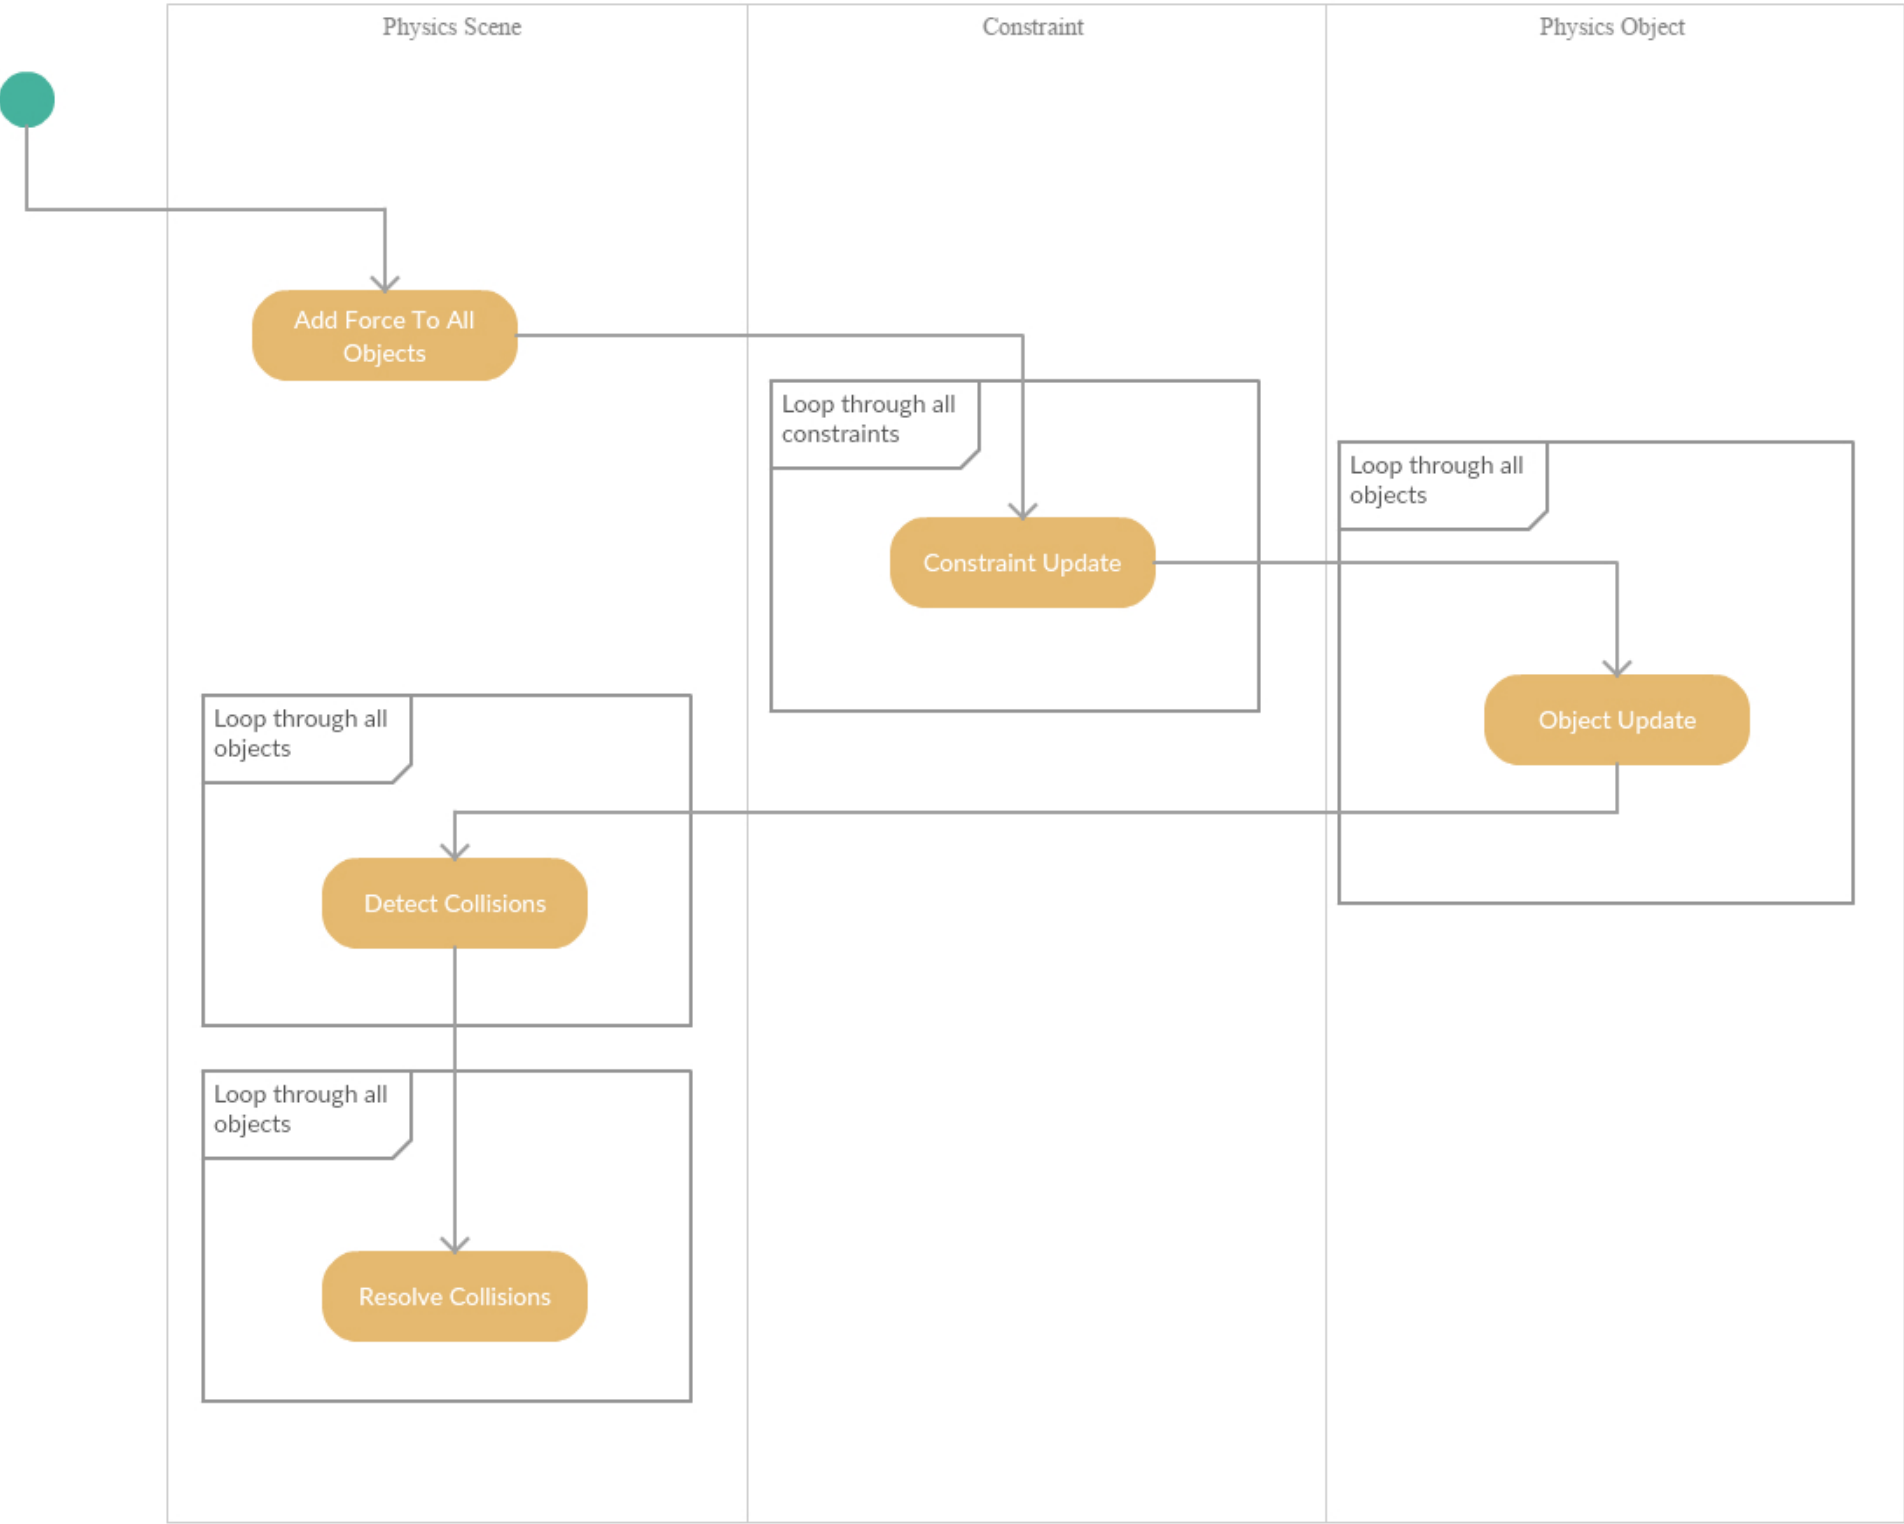 Physics Scene
Constraint
Physics Object
Add Force To All
Objects
Loop through all
constraints
Loop through all
objects
Constraint Update
Object Update
Loop through all
objects
Detect Collisions
Loop through all
objects
Resolve Collisions